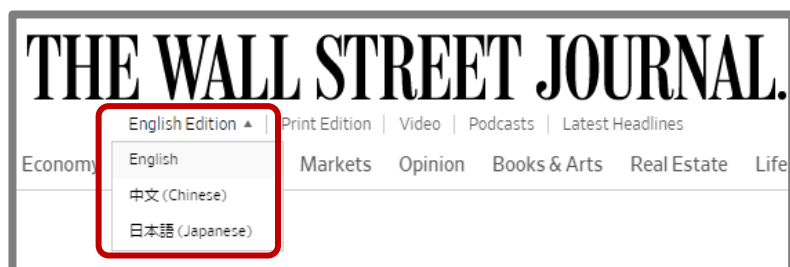 THE WALL STREET JOURNAL.
English Edition ▲ | Print Edition | Video | Podcasts | Latest Headlines
Economy Markets Opinion Books & Arts Real Estate Life
English
中文 (Chinese)
日本語 (Japanese)